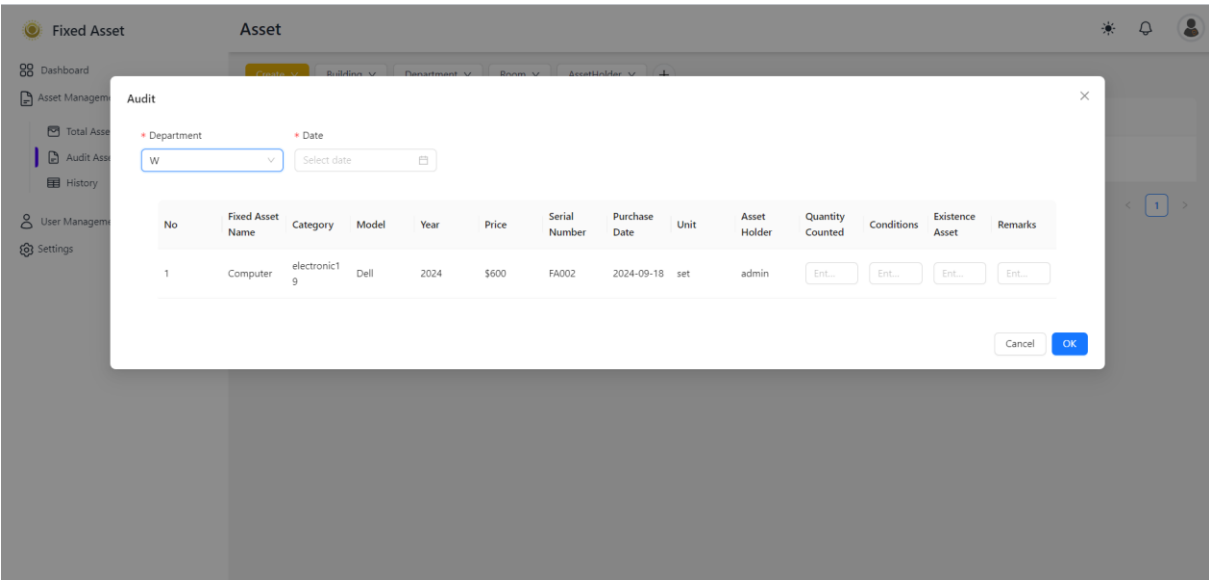 Fixed Asset
Asset
Dashboard
Asset Managem
Total Asse
Audit Asse
History
User Manageme
Settings
Create
Building
Department
Room
AssetHolder
+
Audit
* Department
* Date
W
Select date
No
Fixed Asset Name
Category
Model
Year
Price
Serial Number
Purchase Date
Unit
Asset Holder
Quantity Counted
Conditions
Existence Asset
Remarks
1
Computer
electronic19
Dell
2024
$600
FA002
2024-09-18
set
admin
Ent...
Ent...
Ent...
Ent...
Cancel
OK
< 1 >